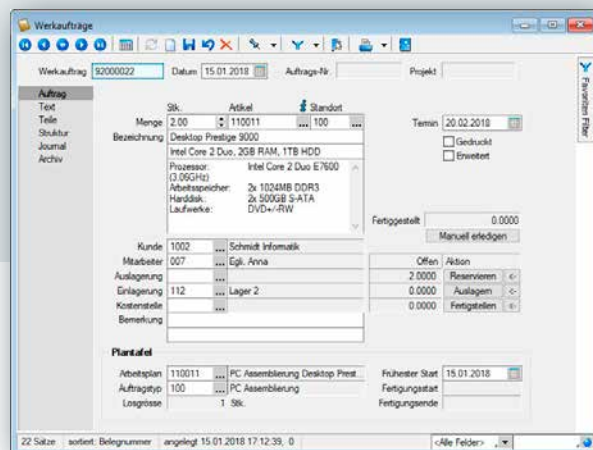 Werkaufträge
Werkauftrag 92000022 Datum 15.01.2018 Auftrags-Nr. Projekt
Auftrag
Text
Teile
Struktur
Journal
Archiv
Stk. Artikel Standort
Menge 2.00 110011 ... 100 ... Termin 20.02.2018
Bezeichnung Desktop Prestige 9000 Gedruckt
Intel Core 2 Duo, 2GB RAM, 1TB HDD Erweitert
Prozessor: Intel Core 2 Duo E7600
(3.06GHz)
Arbeitsspeicher: 2x 1024MB DDR3
Harddisk: 2x 500GB S-ATA
Laufwerke: DVD+/-RW
Fertiggestellt 0.0000
Manuell erledigen
Kunde 1002 ... Schmidt Informatik
Mitarbeiter 007 ... Egli, Anna Offen Aktion
Auslagerung ... 2.0000 Reservieren <-
Einlagerung 112 ... Lager 2 0.0000 Auslagern <-
Kostenstelle ... 0.0000 Fertigstellen <-
Bemerkung
Plantafel
Arbeitsplan 110011 ... PC Assemblierung Desktop Prest... Frühester Start 15.01.2018
Auftragstyp 100 ... PC Assemblierung Fertigungsstart
Losgrösse 1 Stk. Fertigungsende
22 Sätze sortiert: Belegnummer angelegt 15.01.2018 17:12:39, 0 <Alle Felder>
Favoriten Filter